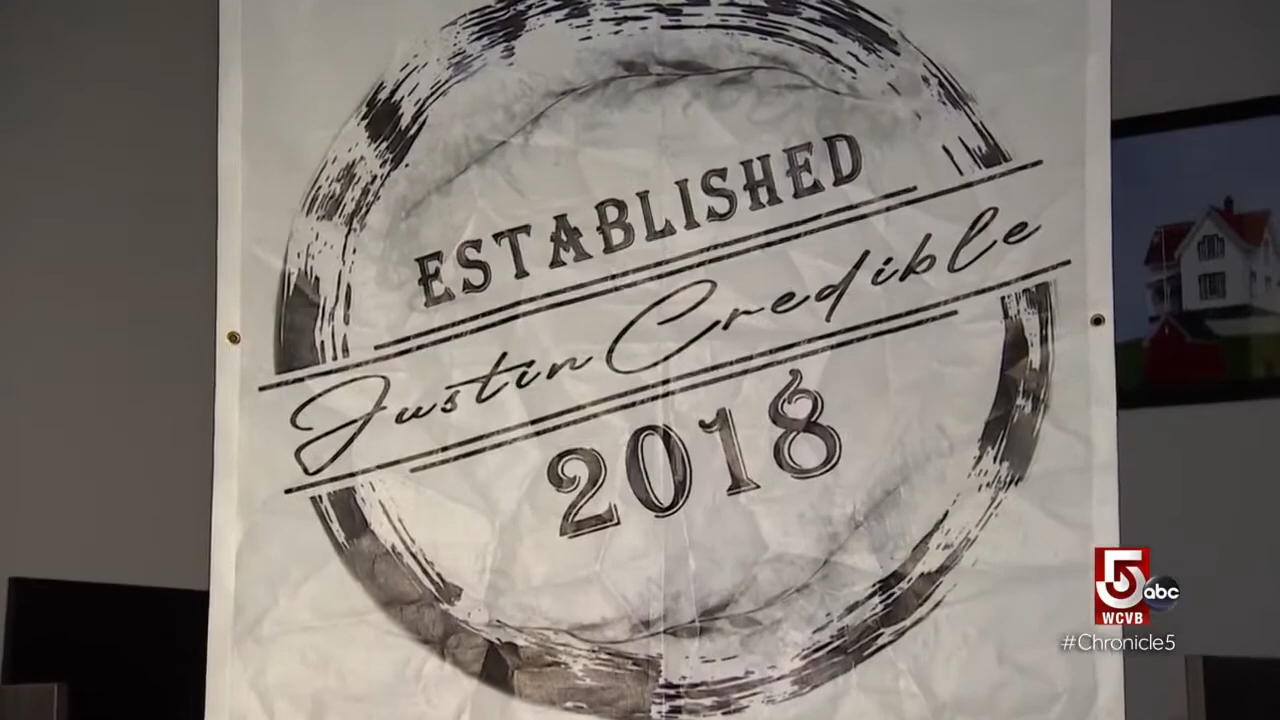 ESTABLISHED
Justin Credible
2018
5 abc
WCVB
#Chronicle5